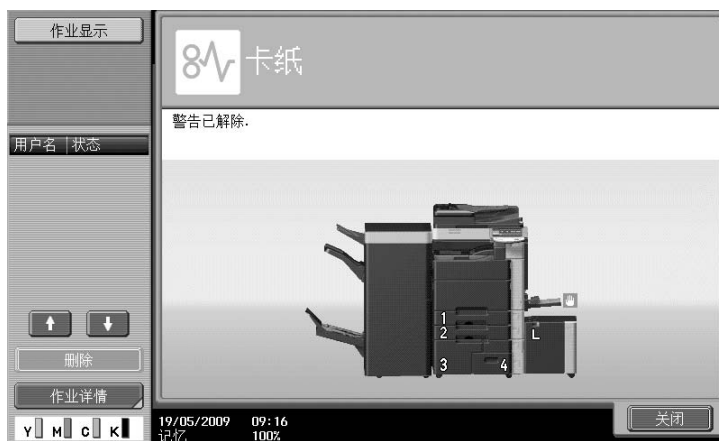 作业显示
卡纸
警告已解除.
用户名 状态
1
2
3
4
L
删除
作业详情
Y M C K
19/05/2009 09:16
记忆 100%
关闭